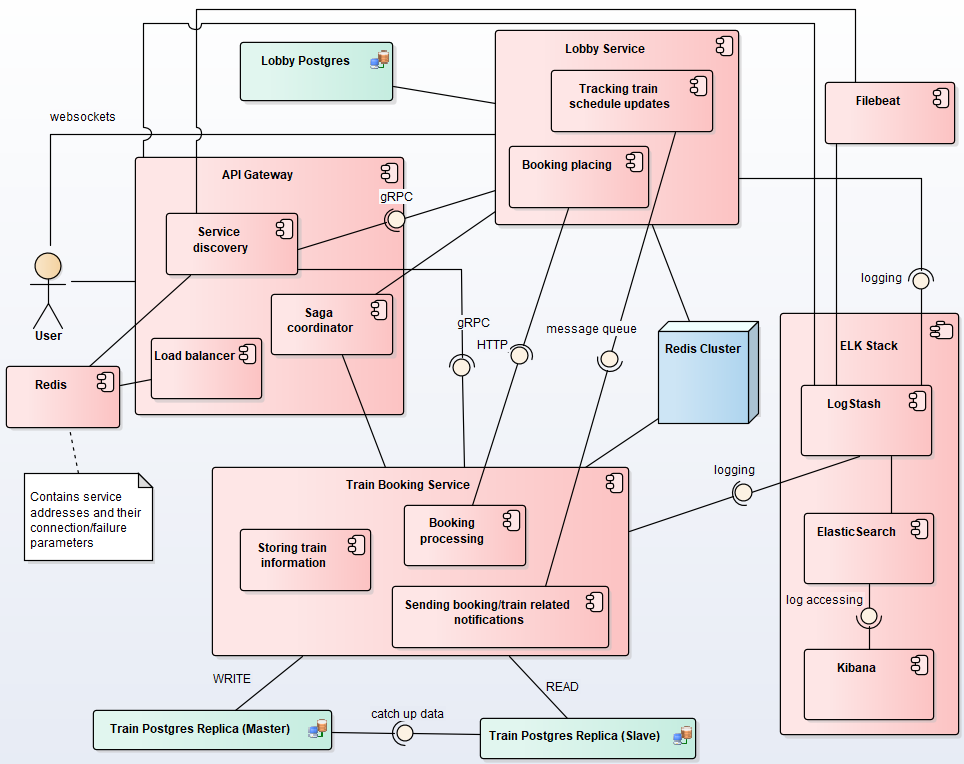 Lobby Postgres
Lobby Service
Tracking train
schedule updates
Filebeat
websockets
Booking placing
API Gateway
gRPC
Service
discovery
logging
User
Saga
coordinator
gRPC
HTTP
message queue
Redis Cluster
ELK Stack
Load balancer
Redis
LogStash
logging
Train Booking Service
Contains service
addresses and their
connection/failure
parameters
Booking
processing
Storing train
information
ElasticSearch
Sending booking/train related
notifications
log accessing
Kibana
WRITE
READ
catch up data
Train Postgres Replica (Master)
Train Postgres Replica (Slave)